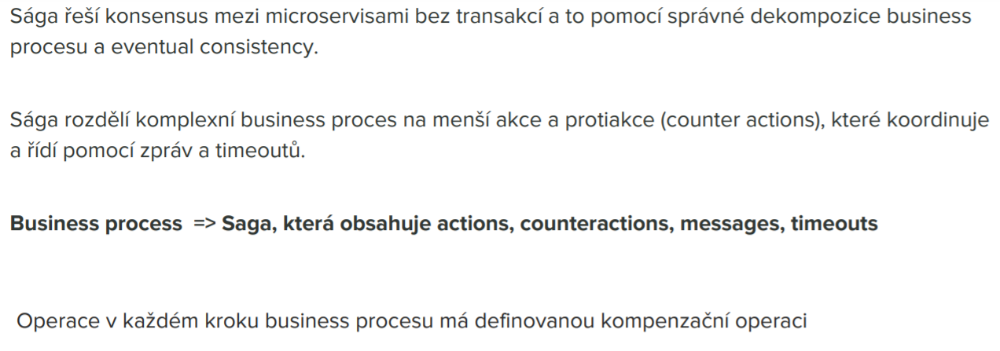 Sága řeší konsensus mezi microservisami bez transakcí a to pomocí správné dekompozice business
procesu a eventual consistency.
Sága rozdělí komplexní business proces na menší akce a protiakce (counter actions), které koordinuje
a řídí pomocí zpráv a timeoutů.
Business process => Saga, která obsahuje actions, counteractions, messages, timeouts
Operace v každém kroku business procesu má definovanou kompenzační operaci